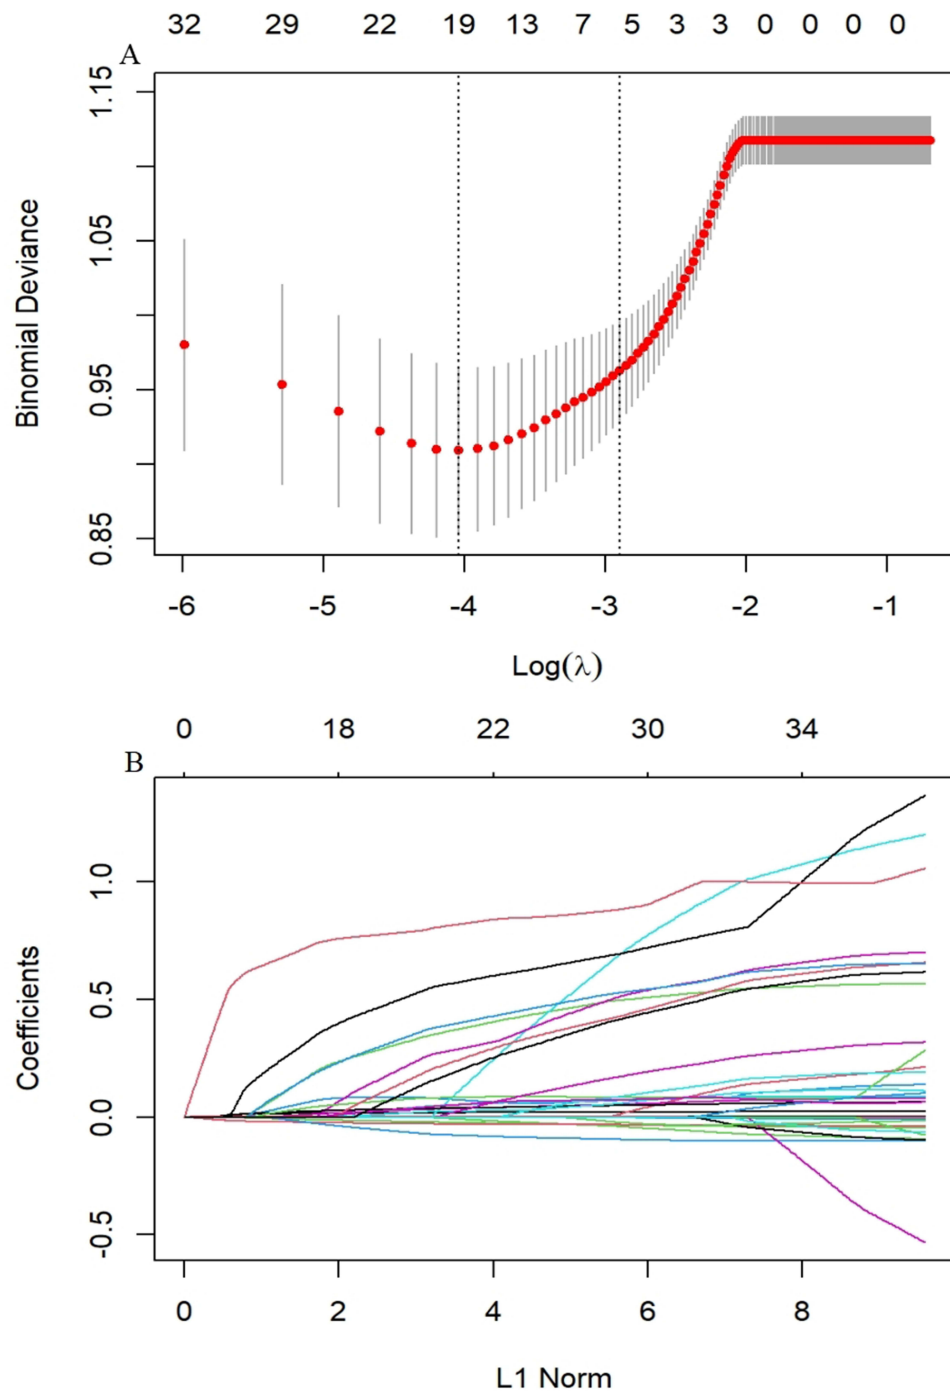 32 29 22 19 13 7 5 3 3 0 0 0 0
A
1.15
1.05
0.95
0.85
Binomial Deviance
-6 -5 -4 -3 -2 -1
Log(λ)
0 18 22 30 34
B
1.0
0.5
0.0
-0.5
Coefficients
0 2 4 6 8
L1 Norm